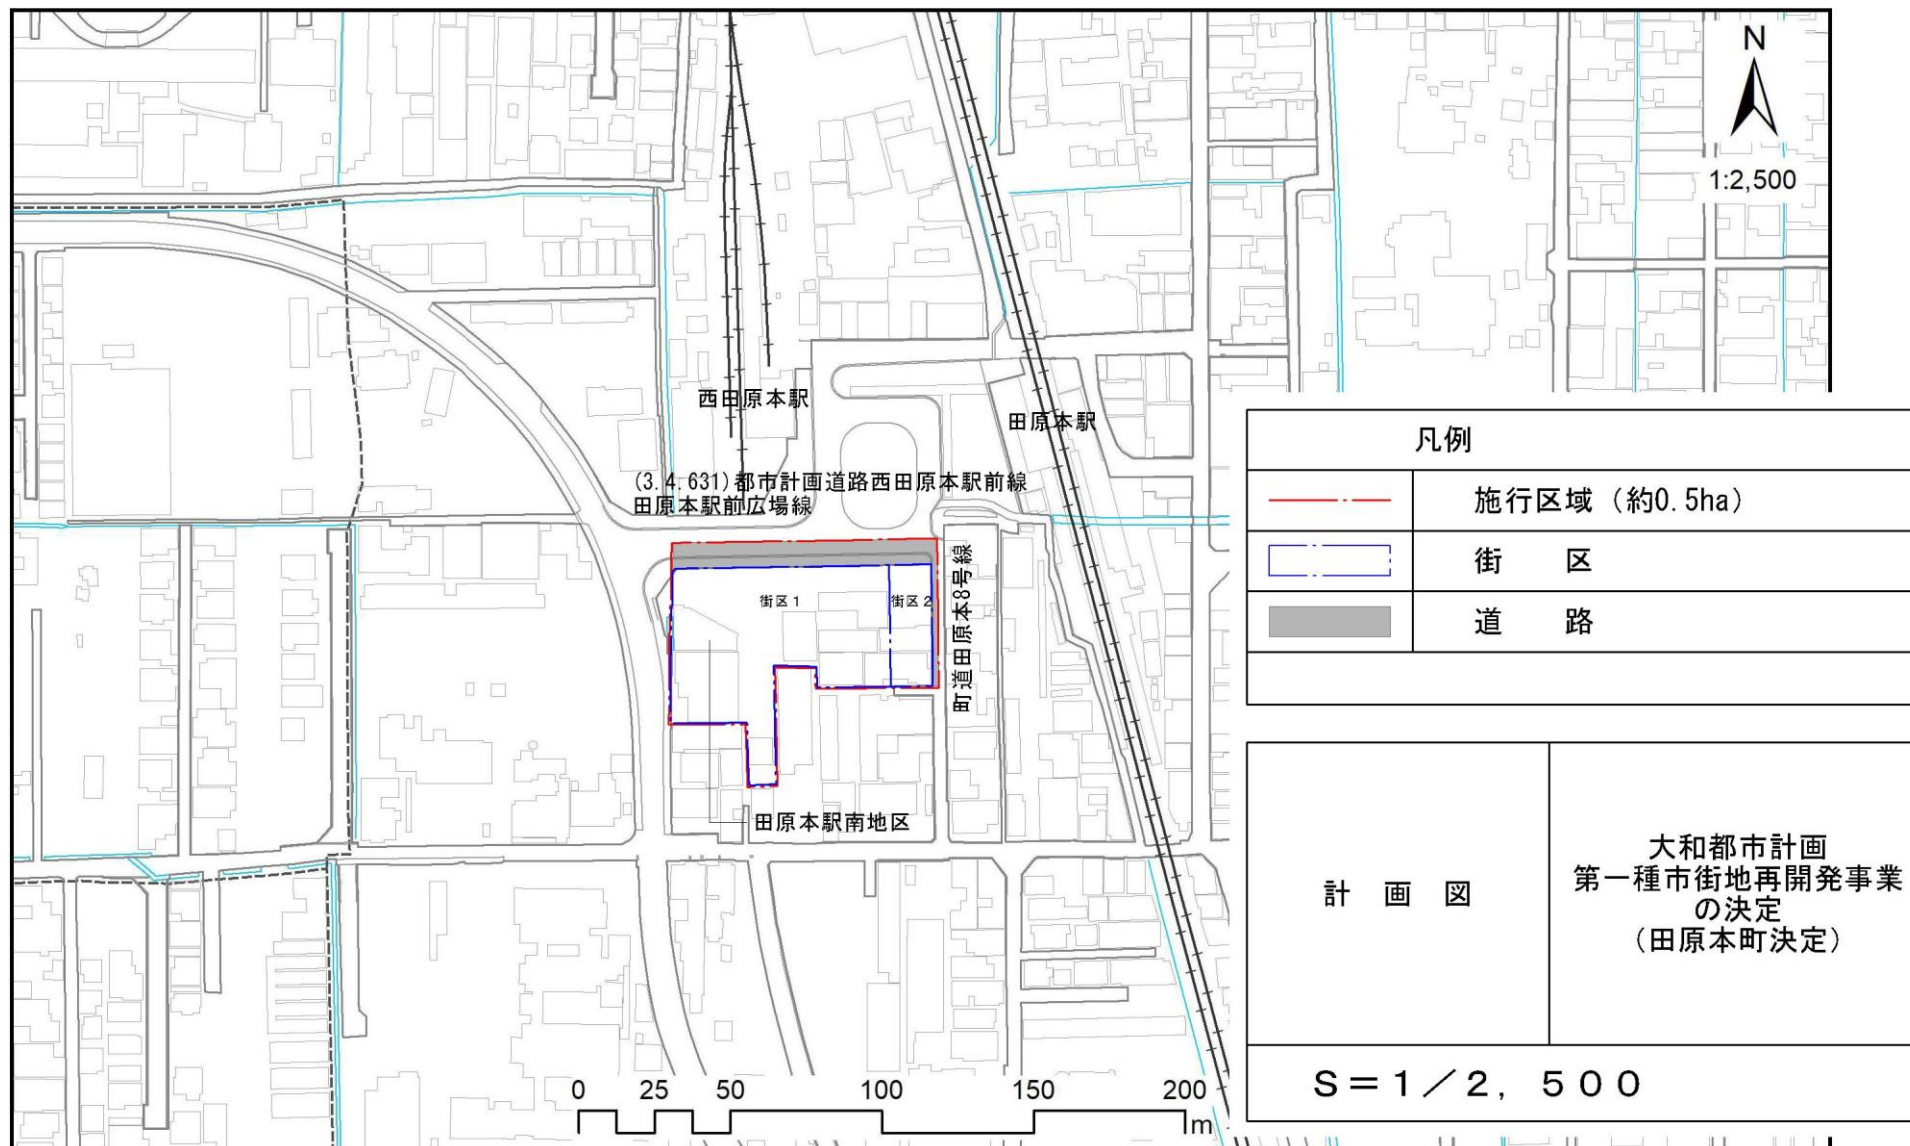 N
1:2,500
西田原本駅
田原本駅
(3.4.631)都市計画道路西田原本駅前線
田原本駅前広場線
町道田原本8号線
街区1
街区2
田原本駅南地区
凡例
施行区域（約0.5ha）
街　区
道　路
計　画　図
大和都市計画
第一種市街地再開発事業
の決定
（田原本町決定）
S＝1／2，500
0 25 50 100 150 200
m